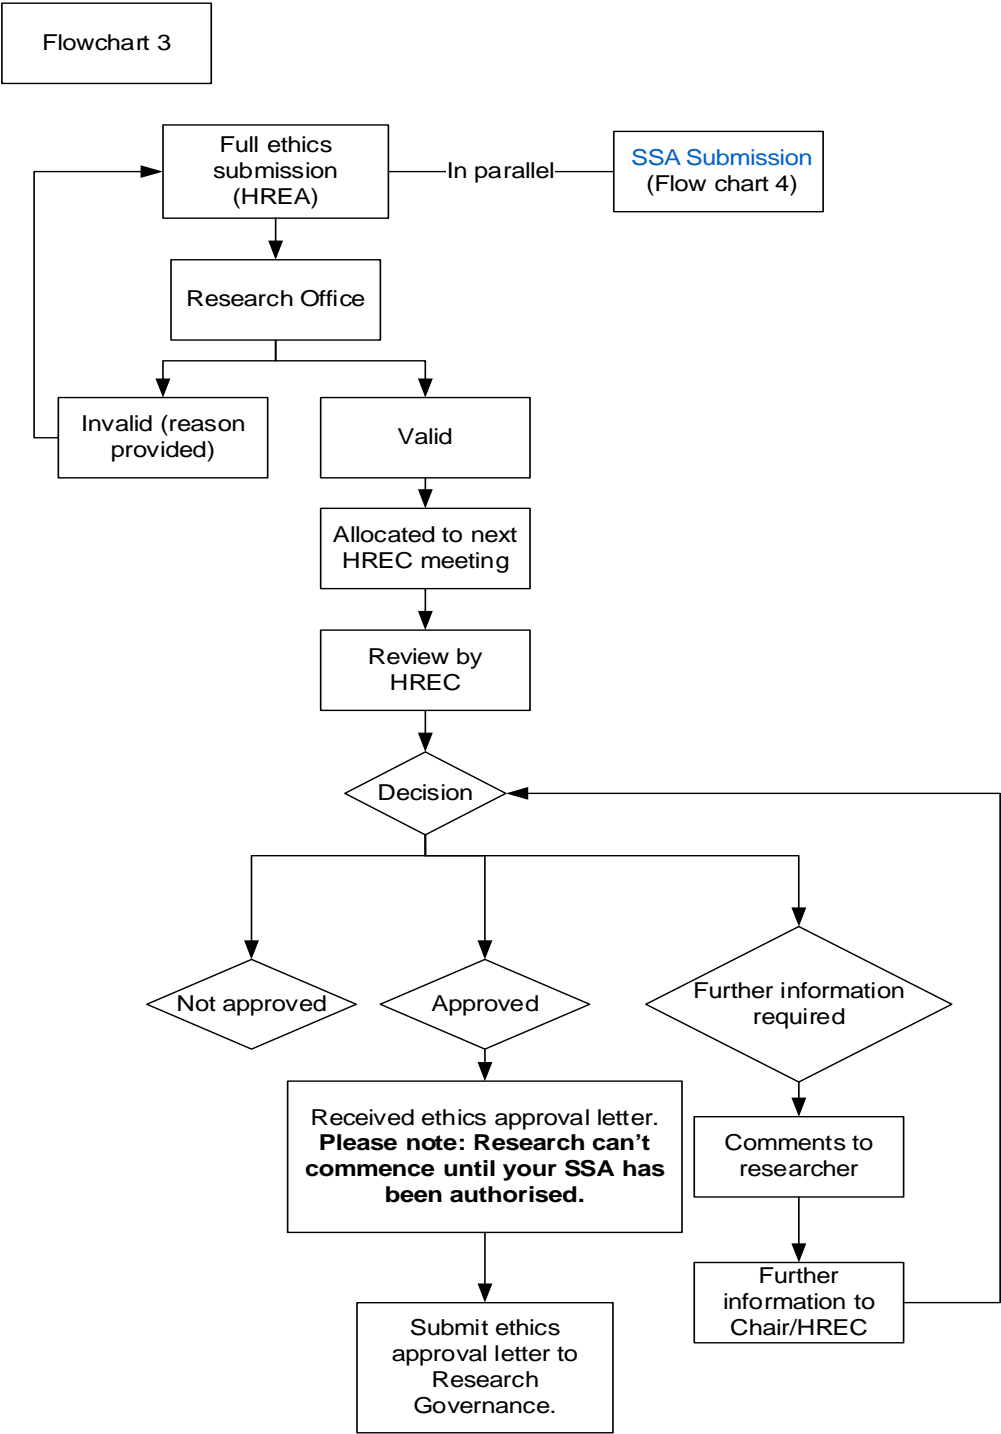 Flowchart 3
Full ethics
submission
(HREA)
In parallel
SSA Submission
(Flow chart 4)
Research Office
Invalid (reason
provided)
Valid
Allocated to next
HREC meeting
Review by
HREC
Decision
Not approved
Approved
Further information
required
Received ethics approval letter.
Please note: Research can’t
commence until your SSA has
been authorised.
Comments to
researcher
Further
information to
Chair/HREC
Submit ethics
approval letter to
Research
Governance.